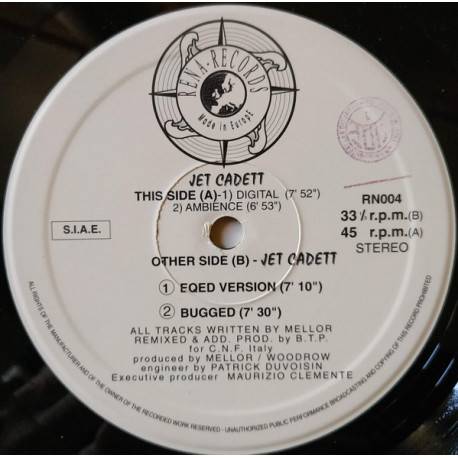 RENA-RECORDS
Made in Europe
JET CADETT
THIS SIDE (A)-1) DIGITAL (7' 52")
2) AMBIENCE (6' 53")
RN004
33 ⅓ r.p.m.(B)
45 r.p.m.(A)
STEREO
S.I.A.E.
OTHER SIDE (B) - JET CADETT
1 EQED VERSION (7' 10")
2 BUGGED (7' 30")
ALL TRACKS WRITTEN BY MELLOR
REMIXED & ADD. PROD. by B.T.P.
for C.N.F. Italy
produced by MELLOR / WOODROW
engineer by PATRICK DUVOISIN
Executive producer MAURIZIO CLEMENTE
ALL RIGHTS OF THE MANUFACTURER AND OF THE OWNER OF THE RECORDED WORK RESERVED - UNAUTHORIZED PUBLIC PERFORMANCE BROADCASTING AND COPYING OF THIS RECORD PROHIBITED